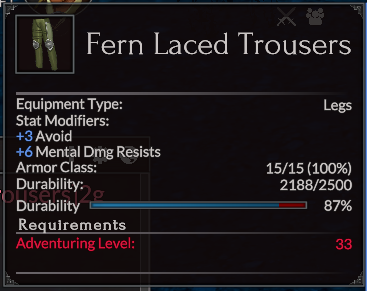 Fern Laced Trousers
Equipment Type: Legs
Stat Modifiers:
+3 Avoid
+6 Mental Dmg Resists
Armor Class: 15/15 (100%)
Durability: 2188/2500
Durability 87%
Requirements
Adventuring Level: 33